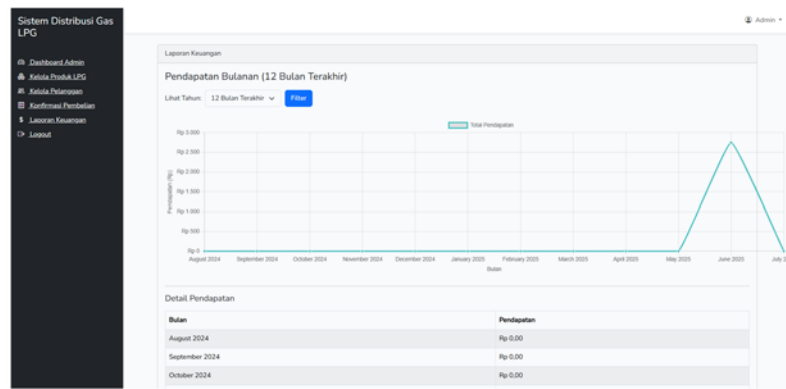 Sistem Distribusi Gas
LPG
Admin
Dashboard Admin
Kelola Produk LPG
Kelola Pelanggan
Konfirmasi Pembelian
Laporan Keuangan
Logout
Laporan Keuangan
Pendapatan Bulanan (12 Bulan Terakhir)
Lihat Tahun: 12 Bulan Terakhir Filter
Total Pendapatan
Rp 3.000
Rp 2.500
Rp 2.000
Rp 1.500
Rp 1.000
Rp 500
Rp 0
Pendapatan (Rp)
August 2024 September 2024 October 2024 November 2024 December 2024 January 2025 February 2025 March 2025 April 2025 May 2025 June 2025 July 2
Bulan
Detail Pendapatan
Bulan Pendapatan
August 2024 Rp 0,00
September 2024 Rp 0,00
October 2024 Rp 0,00